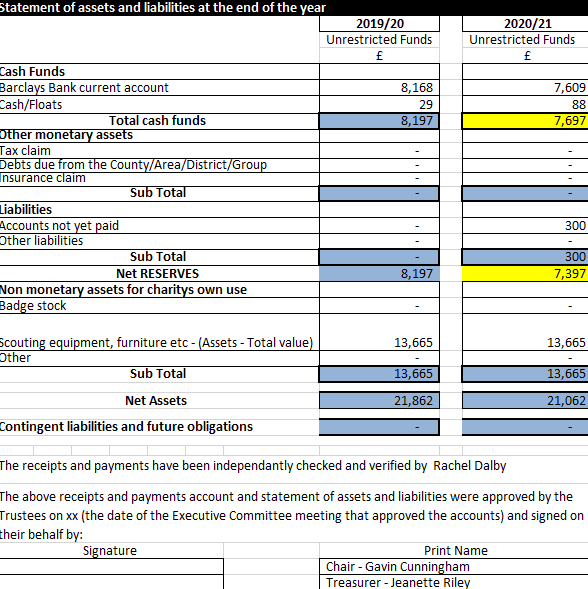 Statement of assets and liabilities at the end of the year
2019/20 2020/21
Unrestricted Funds Unrestricted Funds
£ £
Cash Funds
Barclays Bank current account 8,168 7,609
Cash/Floats 29 88
Total cash funds 8,197 7,697
Other monetary assets
Tax claim - -
Debts due from the County/Area/District/Group - -
Insurance claim - -
Sub Total - -
Liabilities
Accounts not yet paid - 300
Other liabilities - -
Sub Total - 300
Net RESERVES 8,197 7,397
Non monetary assets for charitys own use
Badge stock - -
Scouting equipment, furniture etc - (Assets - Total value) 13,665 13,665
Other - -
Sub Total 13,665 13,665
Net Assets 21,862 21,062
Contingent liabilities and future obligations - -
The receipts and payments have been independantly checked and verified by Rachel Dalby
The above receipts and payments account and statement of assets and liabilities were approved by the
Trustees on xx (the date of the Executive Committee meeting that approved the accounts) and signed on
their behalf by:
Signature Print Name
Chair - Gavin Cunningham
Treasurer - Jeanette Riley